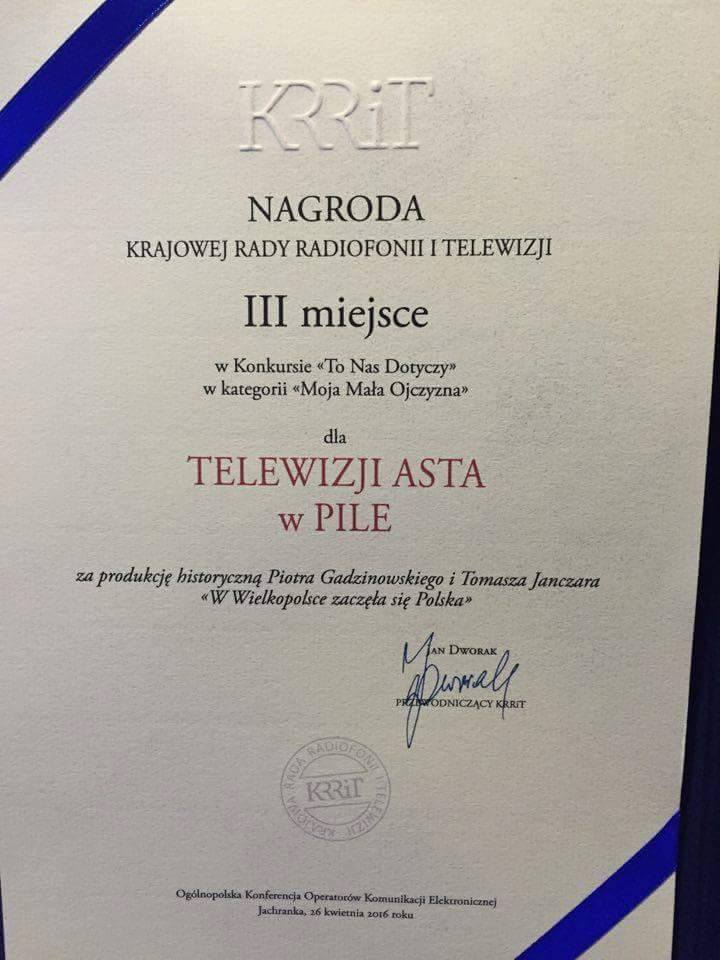 KRRiT
NAGRODA
KRAJOWEJ RADY RADIOFONII I TELEWIZJI
III miejsce
w Konkursie «To Nas Dotyczy»
w kategorii «Moja Mała Ojczyzna»
dla
TELEWIZJI ASTA
w PILE
za produkcję historyczną Piotra Gadzinowskiego i Tomasza Janczara
«W Wielkopolsce zaczęła się Polska»
JAN DWORAK
PRZEWODNICZĄCY KRRiT
KRAJOWA RADA RADIOFONII I TELEWIZJI
KRRiT
Ogólnopolska Konferencja Operatorów Komunikacji Elektronicznej
Jachranka, 26 kwietnia 2016 roku